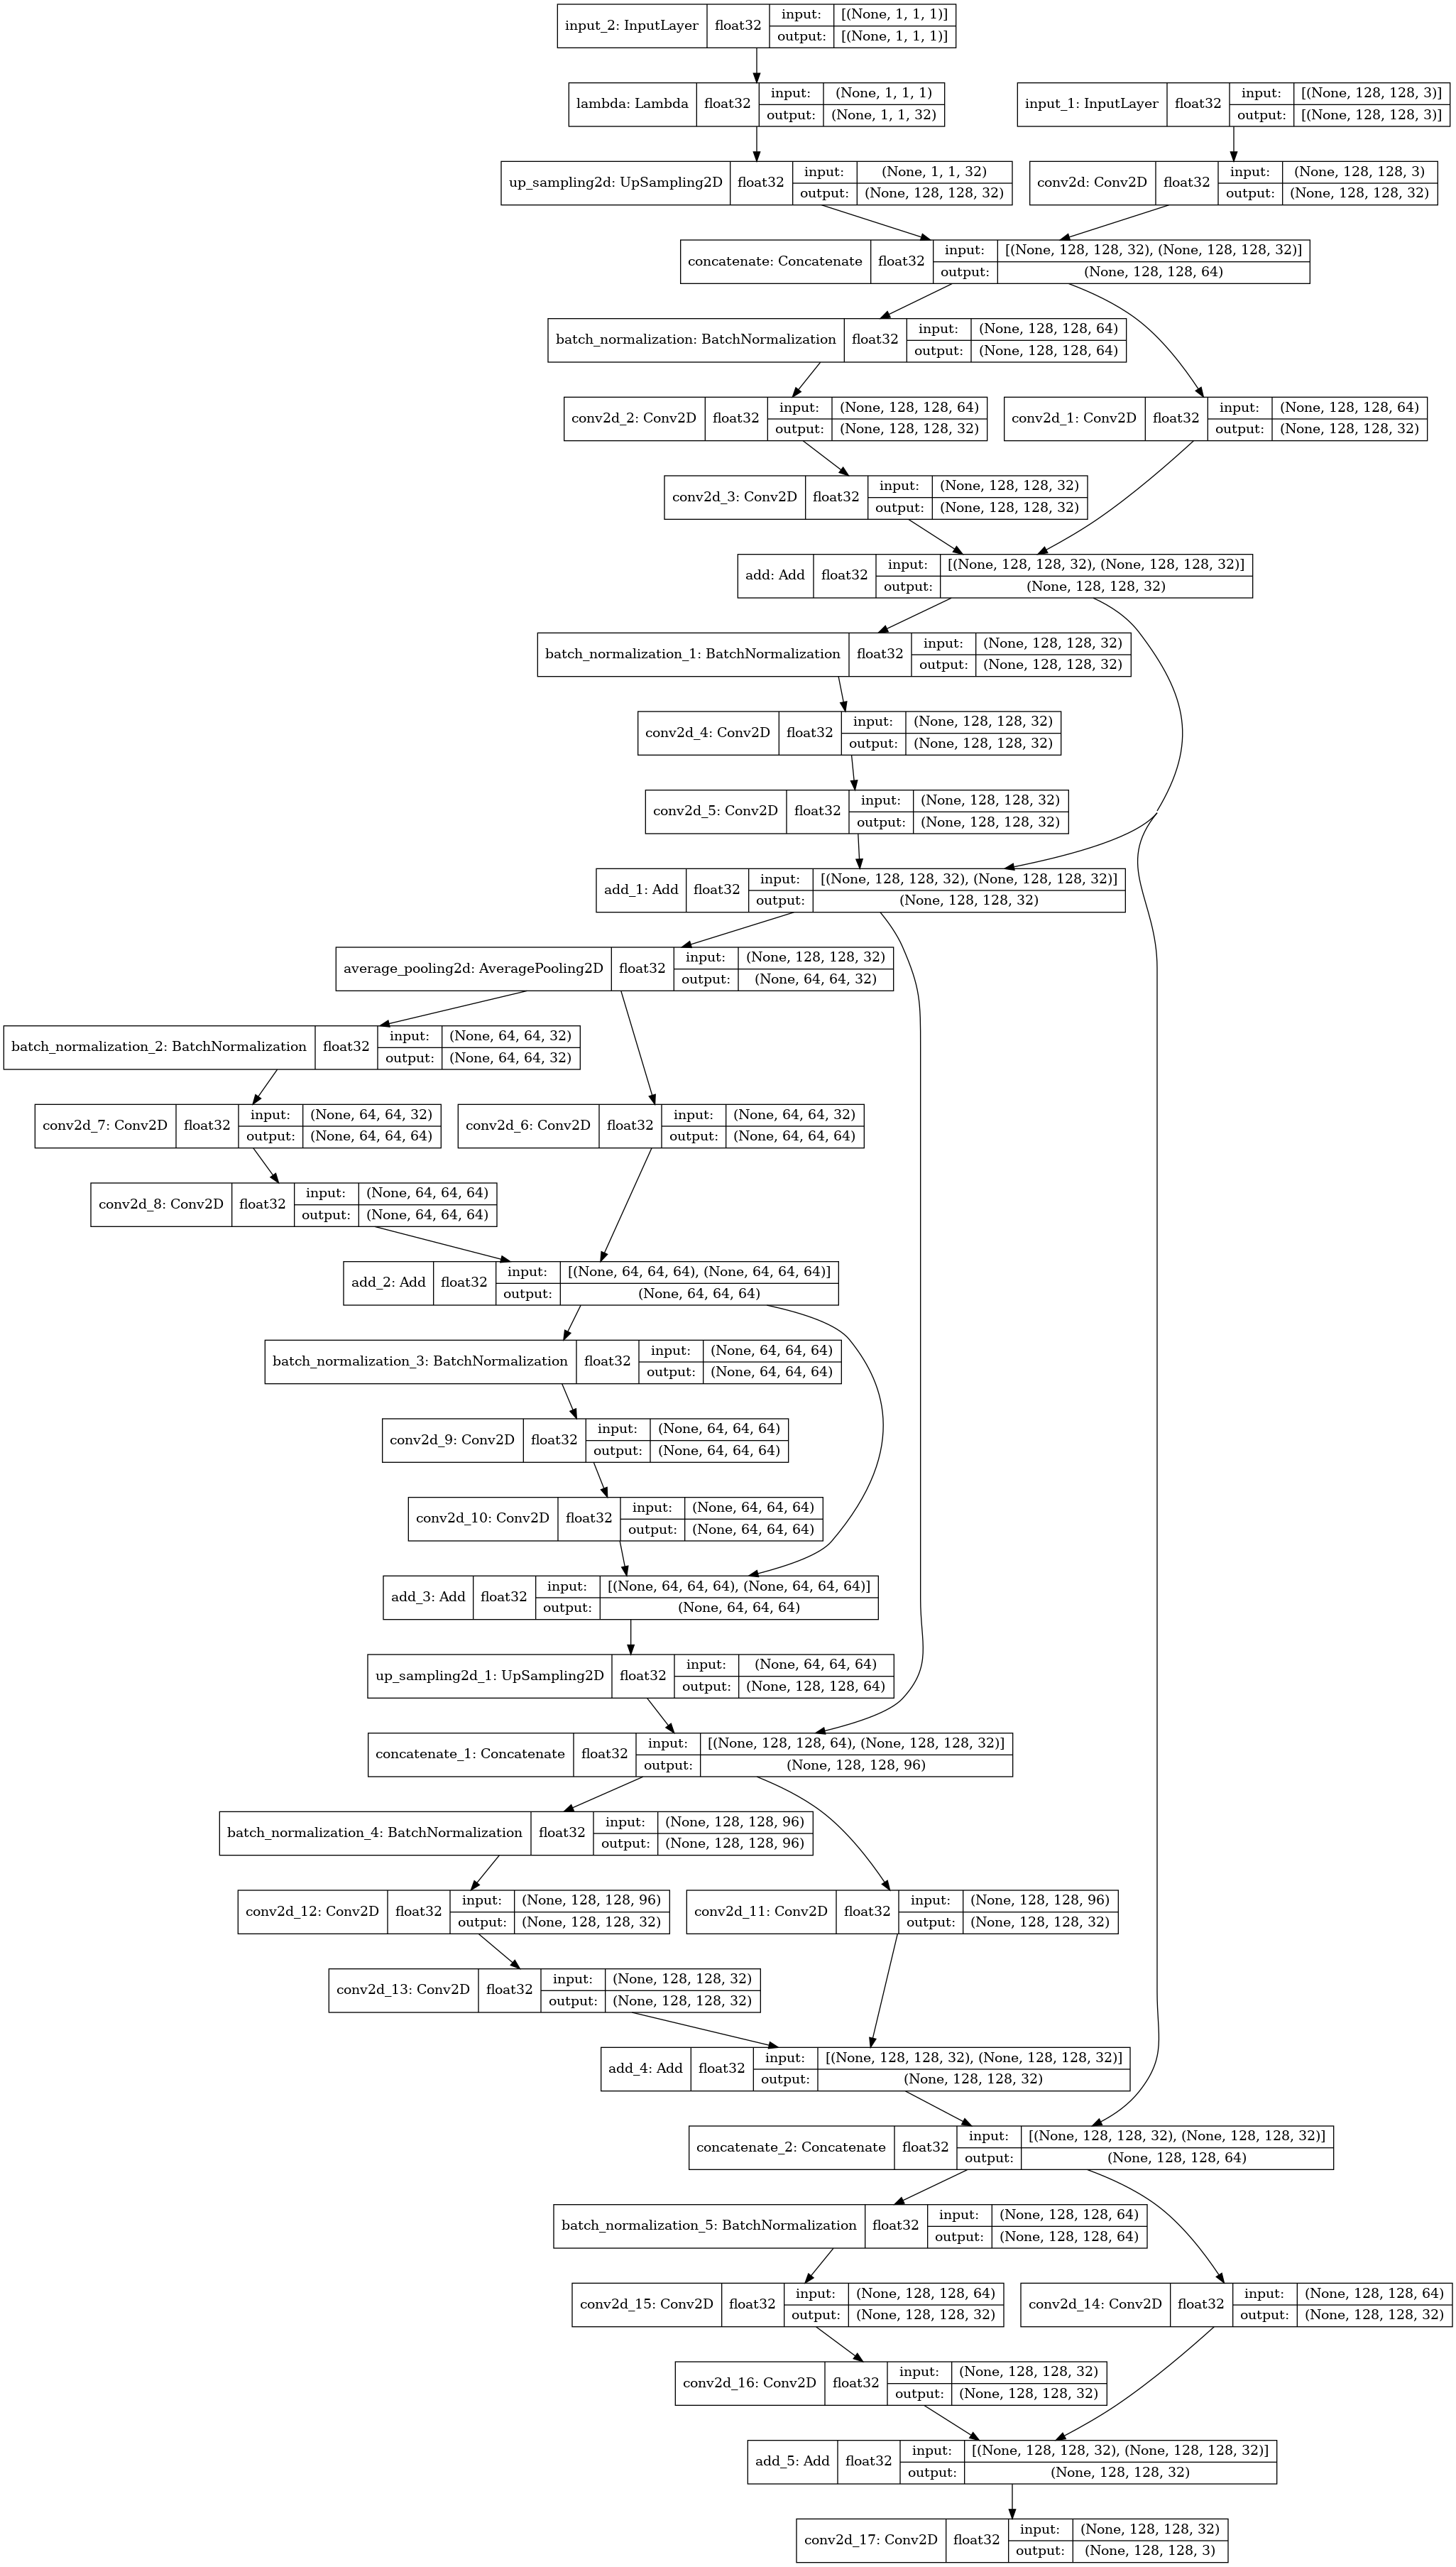 input_2: InputLayer float32 input: [(None, 1, 1, 1)]
output: [(None, 1, 1, 1)]
lambda: Lambda float32 input: (None, 1, 1, 1)
output: (None, 1, 1, 32)
input_1: InputLayer float32 input: [(None, 128, 128, 3)]
output: [(None, 128, 128, 3)]
up_sampling2d: UpSampling2D float32 input: (None, 1, 1, 32)
output: (None, 128, 128, 32)
conv2d: Conv2D float32 input: (None, 128, 128, 3)
output: (None, 128, 128, 32)
concatenate: Concatenate float32 input: [(None, 128, 128, 32), (None, 128, 128, 32)]
output: (None, 128, 128, 64)
batch_normalization: BatchNormalization float32 input: (None, 128, 128, 64)
output: (None, 128, 128, 64)
conv2d_2: Conv2D float32 input: (None, 128, 128, 64)
output: (None, 128, 128, 32)
conv2d_1: Conv2D float32 input: (None, 128, 128, 64)
output: (None, 128, 128, 32)
conv2d_3: Conv2D float32 input: (None, 128, 128, 32)
output: (None, 128, 128, 32)
add: Add float32 input: [(None, 128, 128, 32), (None, 128, 128, 32)]
output: (None, 128, 128, 32)
batch_normalization_1: BatchNormalization float32 input: (None, 128, 128, 32)
output: (None, 128, 128, 32)
conv2d_4: Conv2D float32 input: (None, 128, 128, 32)
output: (None, 128, 128, 32)
conv2d_5: Conv2D float32 input: (None, 128, 128, 32)
output: (None, 128, 128, 32)
add_1: Add float32 input: [(None, 128, 128, 32), (None, 128, 128, 32)]
output: (None, 128, 128, 32)
average_pooling2d: AveragePooling2D float32 input: (None, 128, 128, 32)
output: (None, 64, 64, 32)
batch_normalization_2: BatchNormalization float32 input: (None, 64, 64, 32)
output: (None, 64, 64, 32)
conv2d_7: Conv2D float32 input: (None, 64, 64, 32)
output: (None, 64, 64, 64)
conv2d_6: Conv2D float32 input: (None, 64, 64, 32)
output: (None, 64, 64, 64)
conv2d_8: Conv2D float32 input: (None, 64, 64, 64)
output: (None, 64, 64, 64)
add_2: Add float32 input: [(None, 64, 64, 64), (None, 64, 64, 64)]
output: (None, 64, 64, 64)
batch_normalization_3: BatchNormalization float32 input: (None, 64, 64, 64)
output: (None, 64, 64, 64)
conv2d_9: Conv2D float32 input: (None, 64, 64, 64)
output: (None, 64, 64, 64)
conv2d_10: Conv2D float32 input: (None, 64, 64, 64)
output: (None, 64, 64, 64)
add_3: Add float32 input: [(None, 64, 64, 64), (None, 64, 64, 64)]
output: (None, 64, 64, 64)
up_sampling2d_1: UpSampling2D float32 input: (None, 64, 64, 64)
output: (None, 128, 128, 64)
concatenate_1: Concatenate float32 input: [(None, 128, 128, 64), (None, 128, 128, 32)]
output: (None, 128, 128, 96)
batch_normalization_4: BatchNormalization float32 input: (None, 128, 128, 96)
output: (None, 128, 128, 96)
conv2d_12: Conv2D float32 input: (None, 128, 128, 96)
output: (None, 128, 128, 32)
conv2d_11: Conv2D float32 input: (None, 128, 128, 96)
output: (None, 128, 128, 32)
conv2d_13: Conv2D float32 input: (None, 128, 128, 32)
output: (None, 128, 128, 32)
add_4: Add float32 input: [(None, 128, 128, 32), (None, 128, 128, 32)]
output: (None, 128, 128, 32)
concatenate_2: Concatenate float32 input: [(None, 128, 128, 32), (None, 128, 128, 32)]
output: (None, 128, 128, 64)
batch_normalization_5: BatchNormalization float32 input: (None, 128, 128, 64)
output: (None, 128, 128, 64)
conv2d_15: Conv2D float32 input: (None, 128, 128, 64)
output: (None, 128, 128, 32)
conv2d_14: Conv2D float32 input: (None, 128, 128, 64)
output: (None, 128, 128, 32)
conv2d_16: Conv2D float32 input: (None, 128, 128, 32)
output: (None, 128, 128, 32)
add_5: Add float32 input: [(None, 128, 128, 32), (None, 128, 128, 32)]
output: (None, 128, 128, 32)
conv2d_17: Conv2D float32 input: (None, 128, 128, 32)
output: (None, 128, 128, 3)